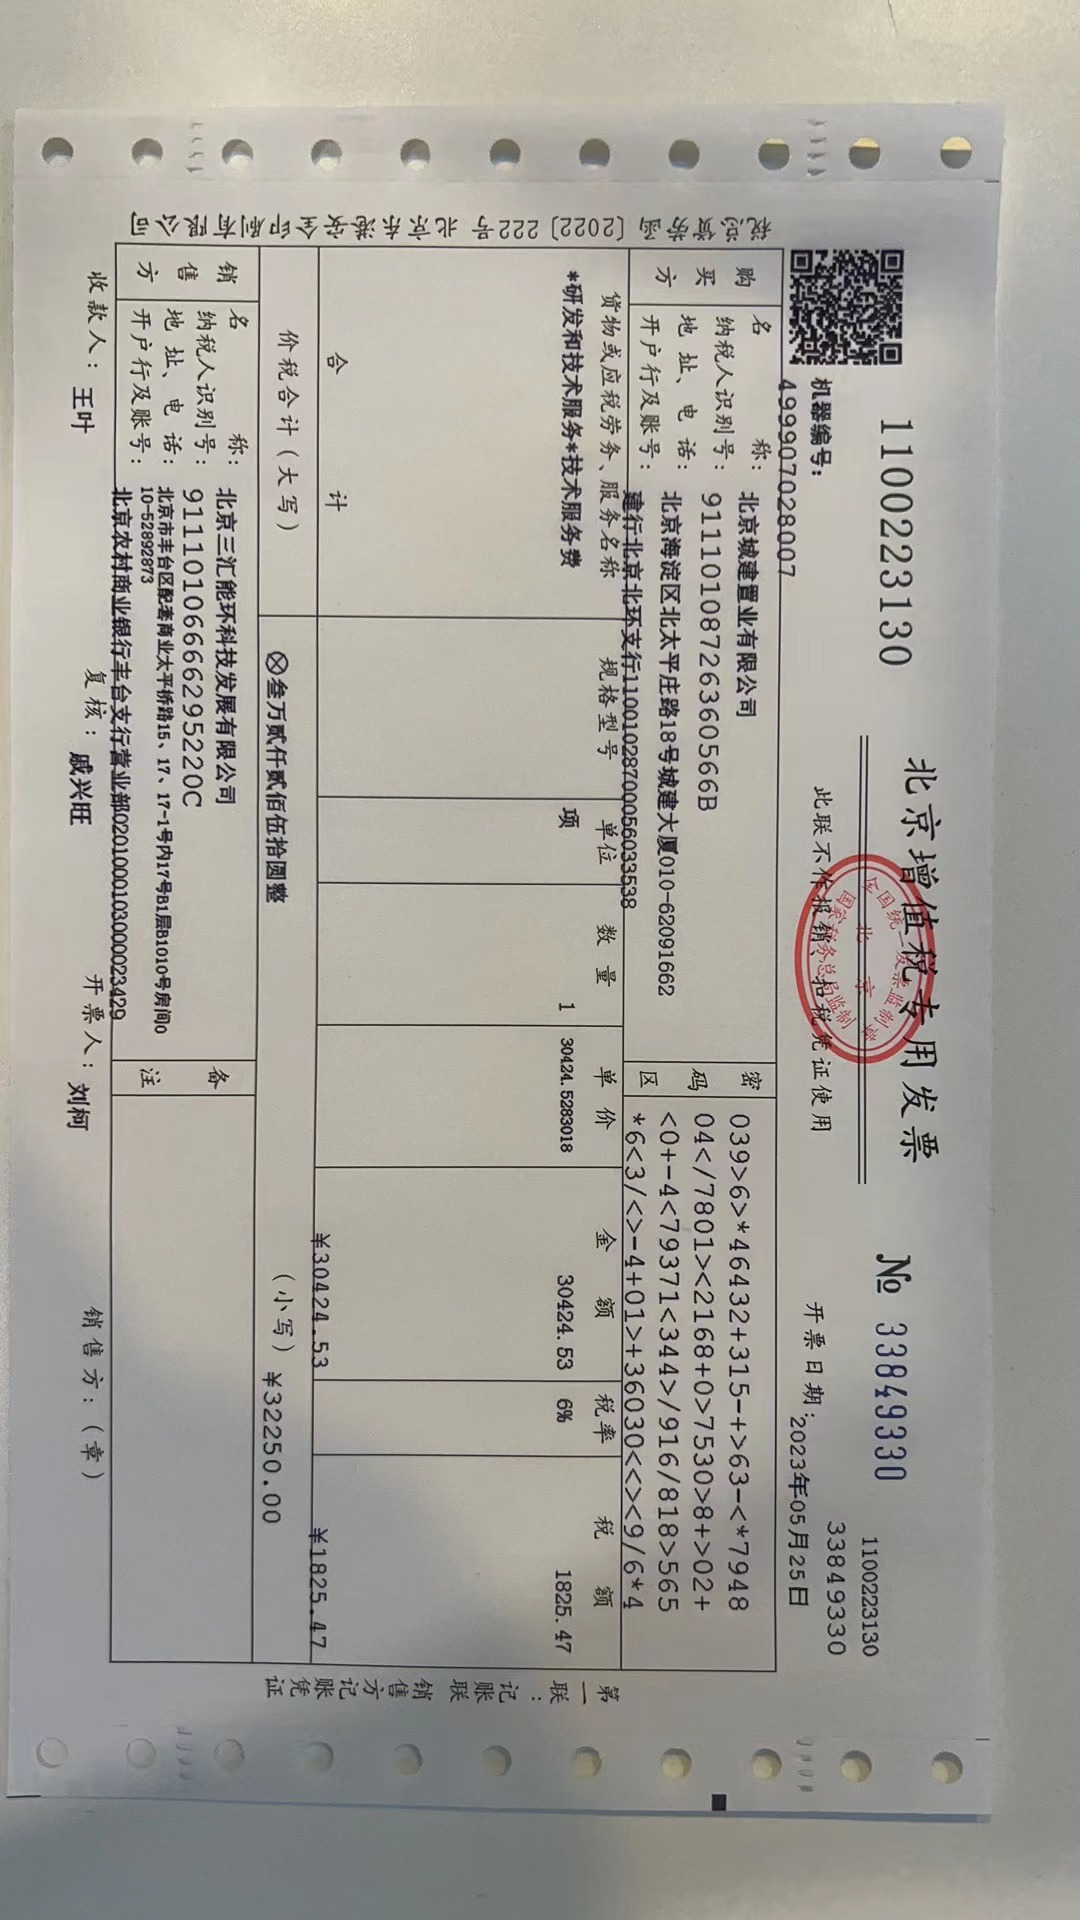 1100223130
北京增值税专用发票
№ 33849330
1100223130
33849330
此联不作报销、扣税凭证使用
机器编号:
499907028007
开票日期:2023年05月25日
税总货劳函〔2022〕222号 北京东港安全印刷有限公司
购买方
名称:北京城建置业有限公司
纳税人识别号:91110108726360566B
地址、电话:北京海淀区北太平庄路18号城建大厦010-62091662
开户行及账号:建行北京北环支行11001028700056033538
密码区
039>6>*46432+315-+>63-<*7948
04</7801><2168+0>7530>8+>02+
<0+-4<79371<344>/916/818>565
*6<3/<>-4+01>+36030<<><9/6*4
货物或应税劳务、服务名称 规格型号 单位 数量 单价 金额 税率 税额
*研发和技术服务*技术服务费 项 1 30424.5283018 30424.53 6% 1825.47
合计 ¥30424.53 ¥1825.47
价税合计(大写) ⊗叁万贰仟贰佰伍拾圆整 (小写)¥32250.00
销售方
名称:北京三汇能环科技发展有限公司
纳税人识别号:91110106666295220C
地址、电话:北京市丰台区配套商业太平桥路15、17、17-1号内17号B1层B1010号房间0
10-52892873
开户行及账号:北京农村商业银行丰台支行营业部0201000103000023429
备注
收款人:王叶 复核:戚兴旺 开票人:刘柯 销售方:(章)
第一联:记账联 销售方记账凭证
全国统一发票监制章
北京
国家税务总局监制